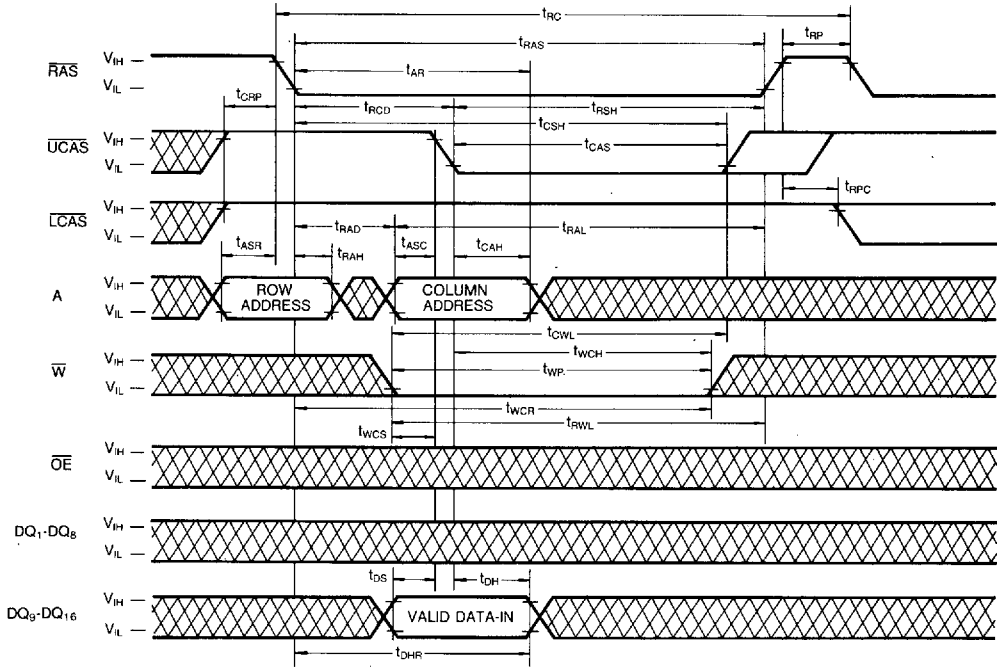 tRC
tRP
tRAS
RAS
VIH
VIL
tAR
tCRP
tRCD
tRSH
tCSH
UCAS
VIH
VIL
tCAS
tRPC
LCAS
VIH
VIL
tRAD
tASC
tRAL
tASR
tRAH
tCAH
A
VIH
VIL
ROW ADDRESS
COLUMN ADDRESS
tCWL
tWCH
W
VIH
VIL
tWP
tWCR
tRWL
tWCS
OE
VIH
VIL
DQ1-DQ8
VIH
VIL
tDS
tDH
DQ9-DQ16
VIH
VIL
VALID DATA-IN
tDHR